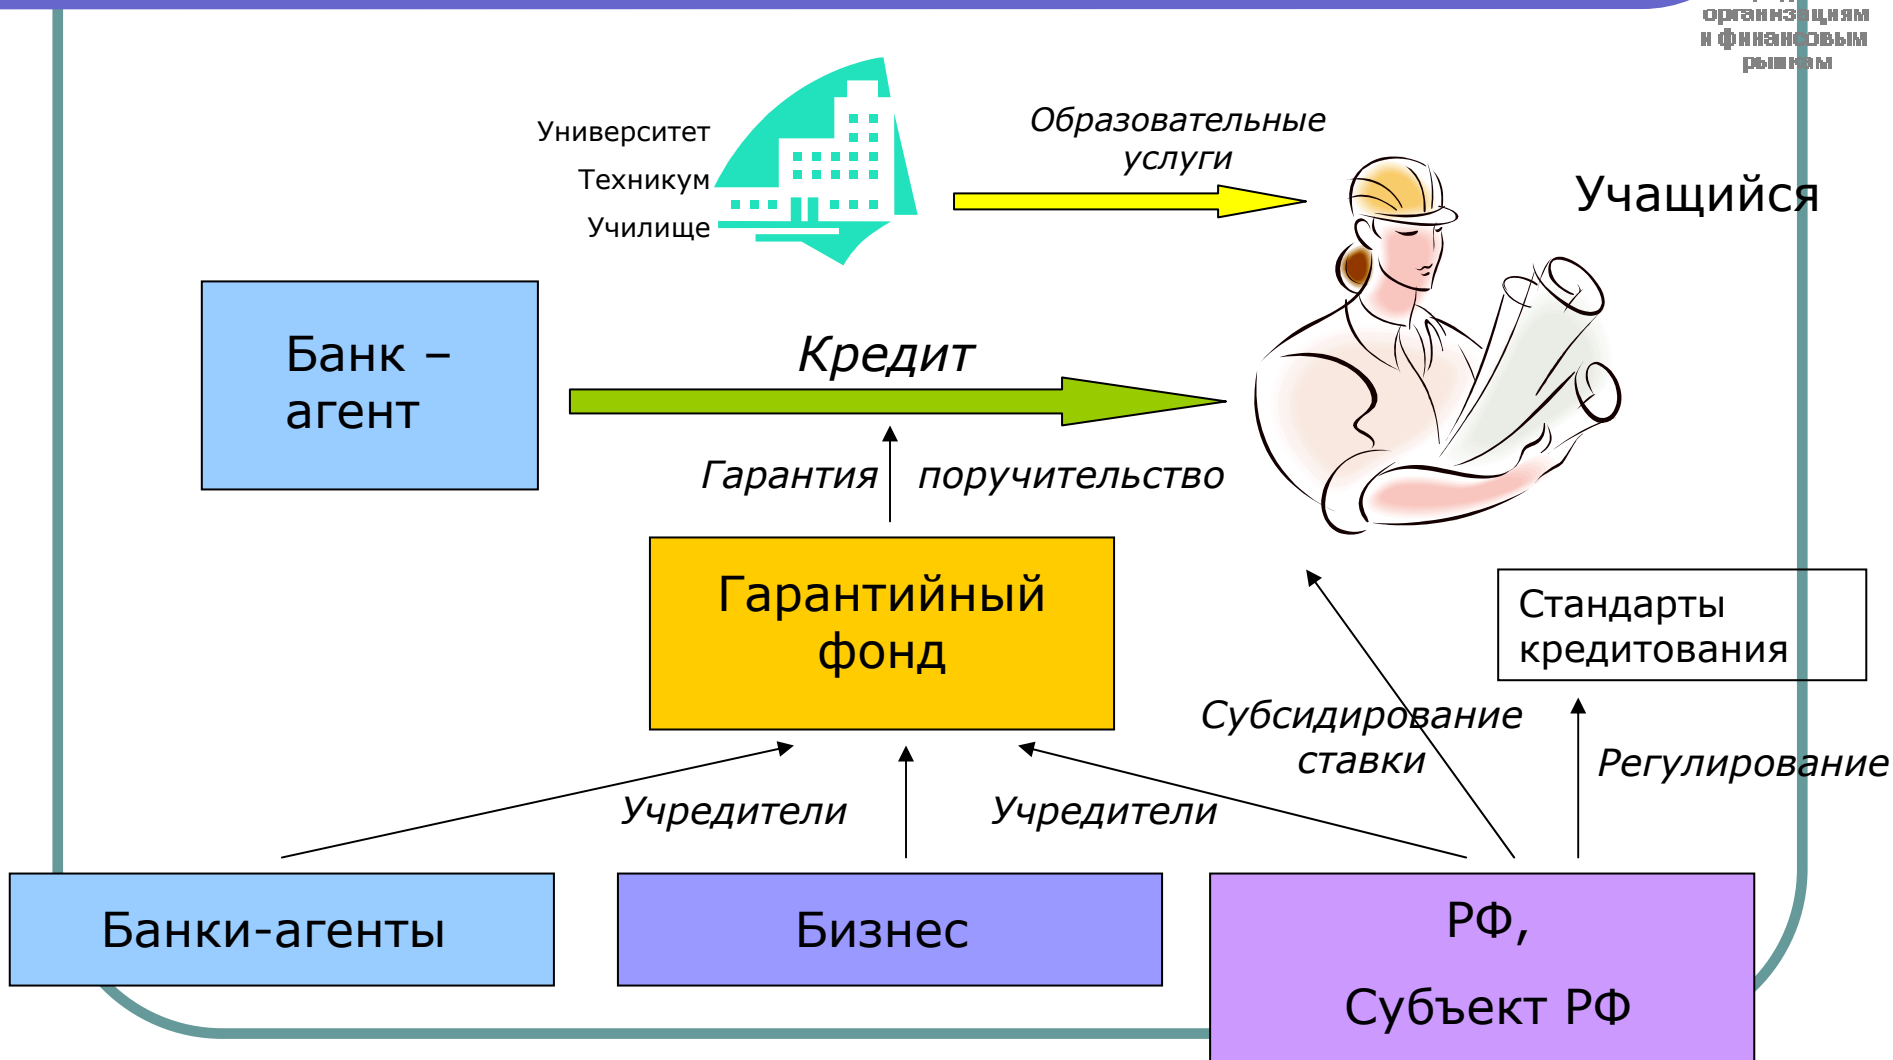 организациям
и финансовым
рынкам
Образовательные
услуги
Университет
Техникум
Училище
Учащийся
Банк –
агент
Кредит
Гарантия поручительство
Гарантийный
фонд
Стандарты
кредитования
Субсидирование
ставки
Регулирование
Учредители
Учредители
Банки-агенты
Бизнес
РФ,
Субъект РФ